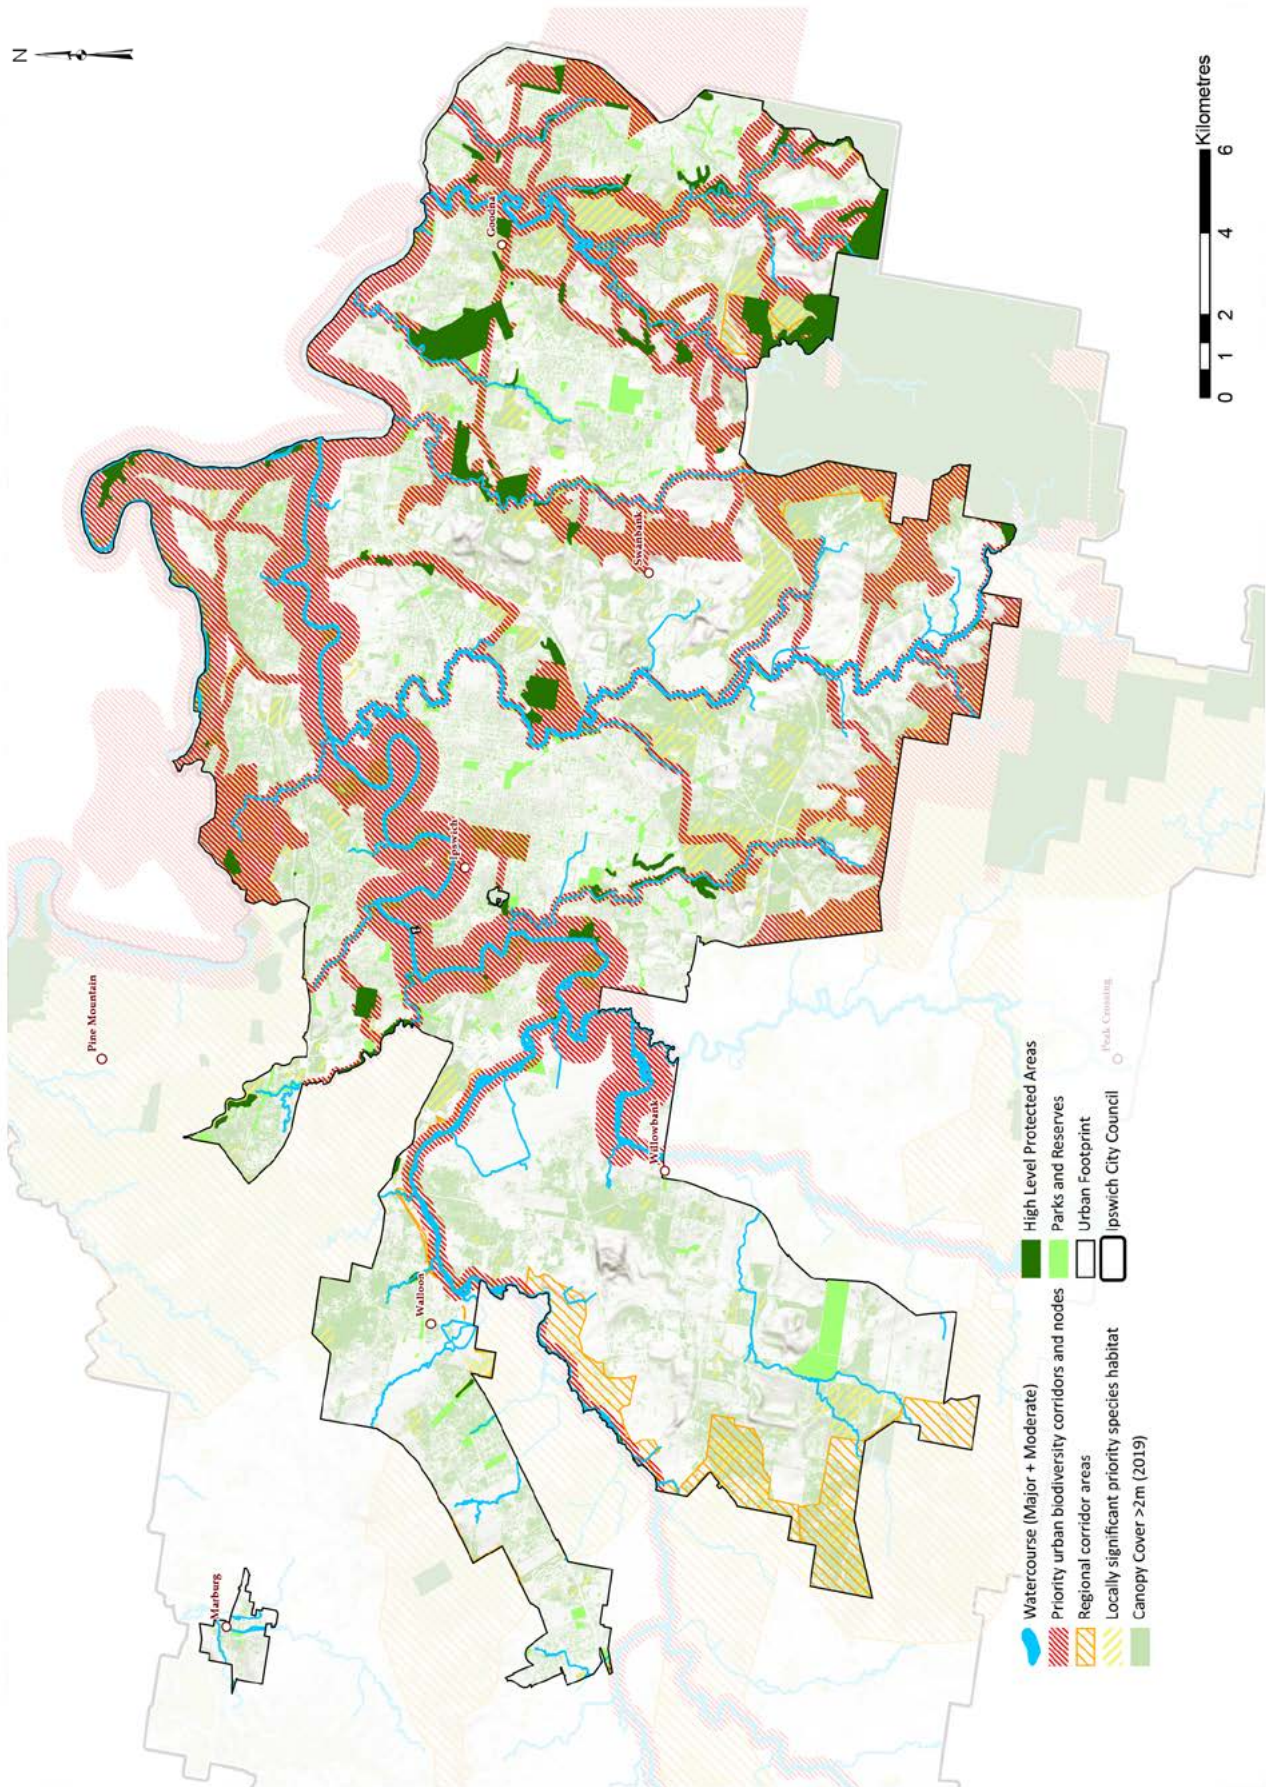 N
Pine Mountain
Marburg
Walloon
Ipswich
Goodna
Swanbank
Willowbank
Peak Crossing
Watercourse (Major + Moderate)
Priority urban biodiversity corridors and nodes
Regional corridor areas
Locally significant priority species habitat
Canopy Cover >2m (2019)
High Level Protected Areas
Parks and Reserves
Urban Footprint
Ipswich City Council
0 1 2 4 6
Kilometres